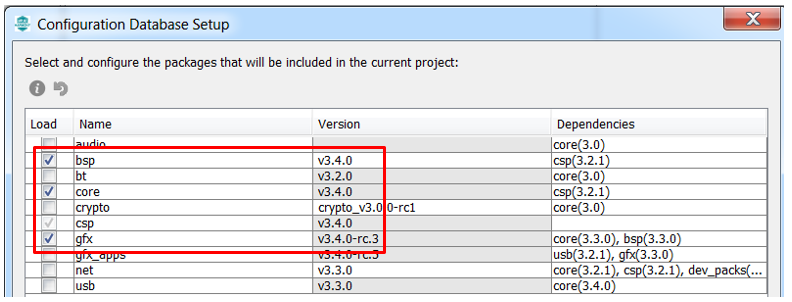 Configuration Database Setup
Select and configure the packages that will be included in the current project:
Load Name Version Dependencies
audio core(3.0)
bsp v3.4.0 csp(3.2.1)
bt v3.2.0 core(3.0)
core v3.4.0 csp(3.2.1)
crypto crypto_v3.0.0-rc1 core(3.0)
csp v3.4.0
gfx v3.4.0-rc.3 core(3.3.0), bsp(3.3.0)
gfx_apps v3.4.0-rc.5 usb(3.2.1), gfx(3.3.0)
net v3.3.0 core(3.2.1), csp(3.2.1), dev_packs(...
usb v3.3.0 core(3.4.0)